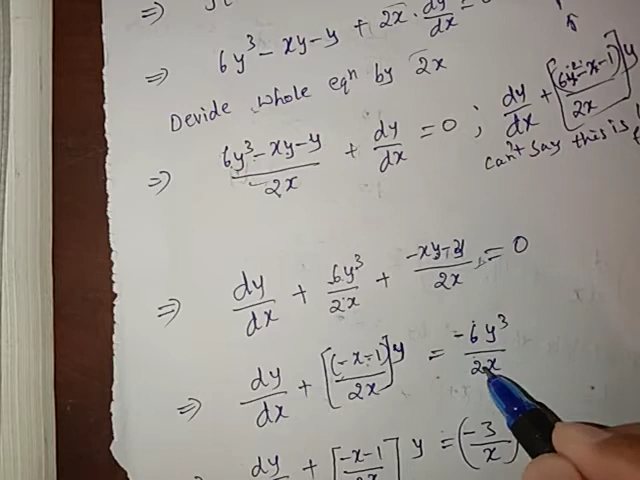 ⇒
⇒ 6y³ - xy - y + 2x · dy/dx =
Devide whole eqⁿ by 2x
⇒ (6y³ - xy - y)/2x + dy/dx = 0 ; dy/dx + [(6y² - x - 1)/2x] y
can't say this is
⇒ dy/dx + 6y³/2x + (-xy - y)/2x = 0
⇒ dy/dx + [(-x - 1)/2x] y = -6y³/2x
dy + [-x-1 y = (-3/x)